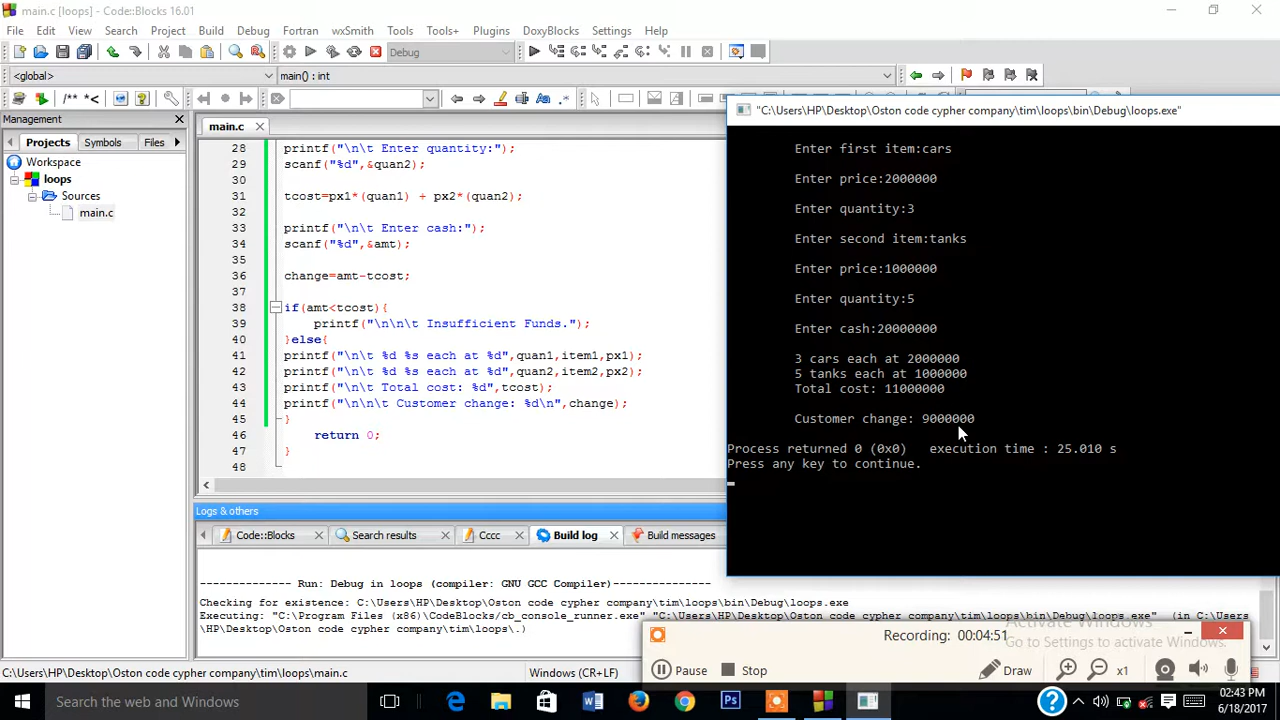 main.c [loops] - Code::Blocks 16.01
File Edit View Search Project Build Debug Fortran wxSmith Tools Tools+ Plugins DoxyBlocks Settings Help
Debug
<global>
main() : int
/** *<
Management
Projects Symbols Files
Workspace
loops
Sources
main.c
main.c
28 printf("\n\t Enter quantity:");
29 scanf("%d",&quan2);
30
31 tcost=px1*(quan1) + px2*(quan2);
32
33 printf("\n\t Enter cash:");
34 scanf("%d",&amt);
35
36 change=amt-tcost;
37
38 if(amt<tcost){
39 printf("\n\n\t Insufficient Funds.");
40 }else{
41 printf("\n\t %d %s each at %d",quan1,item1,px1);
42 printf("\n\t %d %s each at %d",quan2,item2,px2);
43 printf("\n\t Total cost: %d",tcost);
44 printf("\n\n\t Customer change: %d\n",change);
45 }
46 return 0;
47 }
48
"C:\Users\HP\Desktop\Oston code cypher company\tim\loops\bin\Debug\loops.exe"
Enter first item:cars
Enter price:2000000
Enter quantity:3
Enter second item:tanks
Enter price:1000000
Enter quantity:5
Enter cash:20000000
3 cars each at 2000000
5 tanks each at 1000000
Total cost: 11000000
Customer change: 9000000
Process returned 0 (0x0) execution time : 25.010 s
Press any key to continue.
Logs & others
Code::Blocks Search results Cccc Build log Build messages
-------------- Run: Debug in loops (compiler: GNU GCC Compiler)---------------
Checking for existence: C:\Users\HP\Desktop\Oston code cypher company\tim\loops\bin\Debug\loops.exe
Executing: "C:\Program Files (x86)\CodeBlocks/cb_console_runner.exe" "C:\Users\HP\Desktop\Oston code cypher company\tim\loops\bin\Debug\loops.exe" (in C:\Users
\HP\Desktop\Oston code cypher company\tim\loops\.)
Activate Windows
Go to Settings to activate Windows.
Recording: 00:04:51
Pause Stop Draw x1
C:\Users\HP\Desktop\Oston code cypher company\tim\loops\main.c
Windows (CR+LF)
Search the web and Windows
02:43 PM
6/18/2017